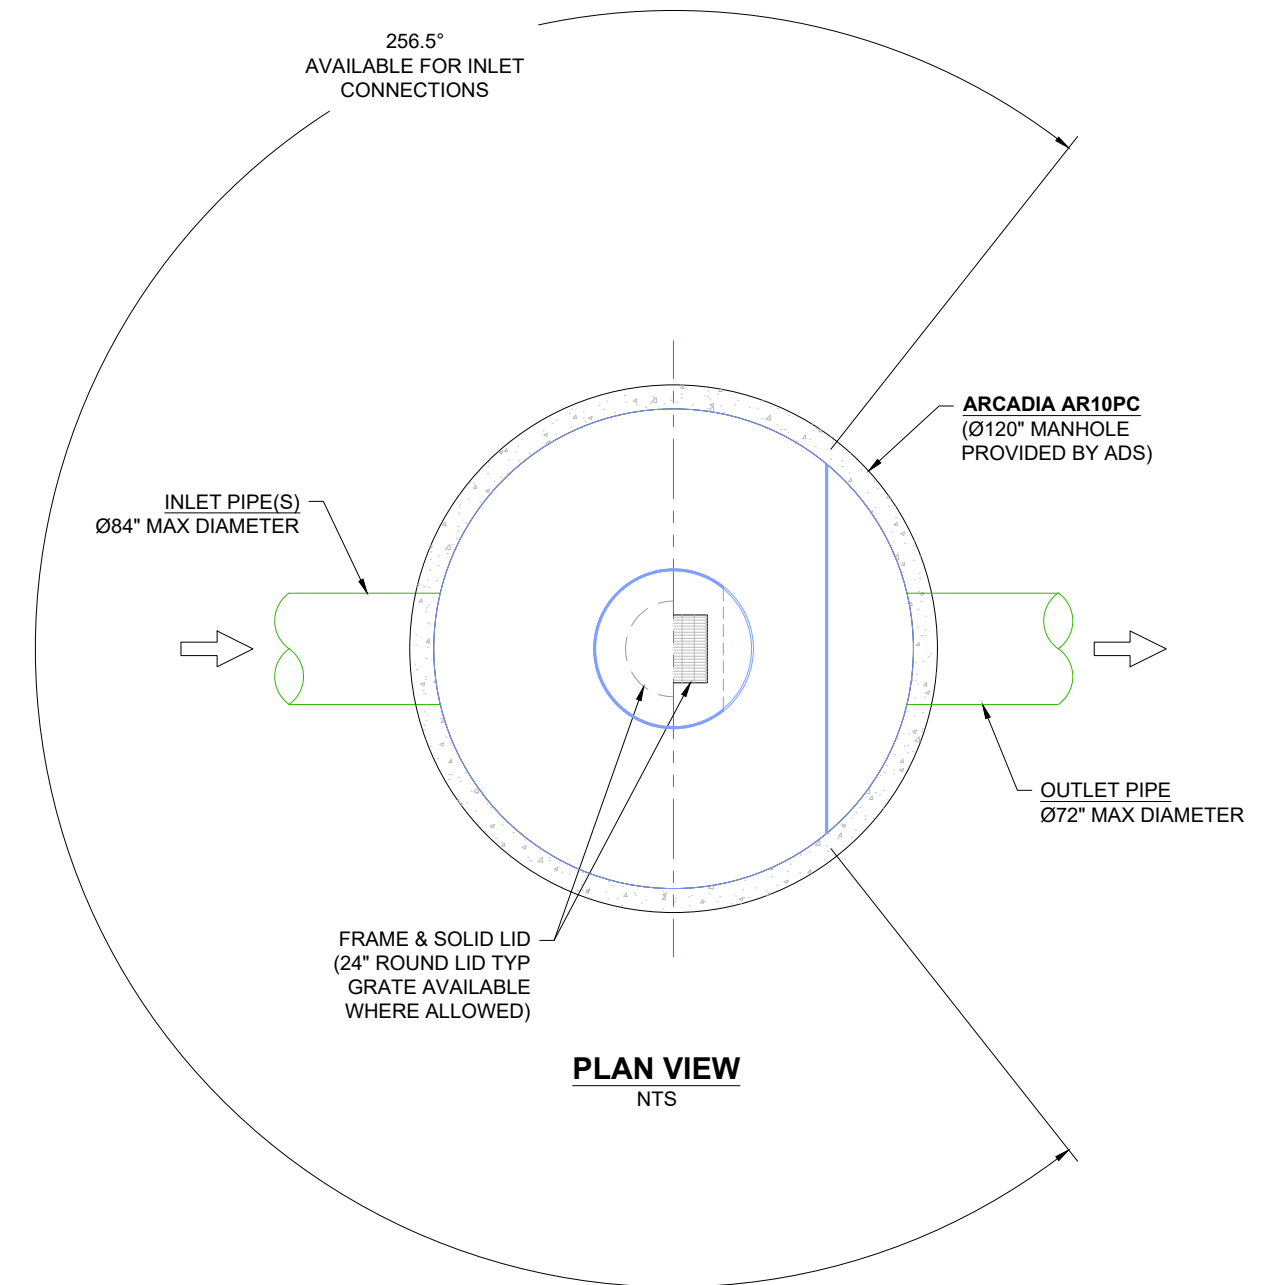 256.5°
AVAILABLE FOR INLET
CONNECTIONS
ARCADIA AR10PC
(Ø120" MANHOLE
PROVIDED BY ADS)
INLET PIPE(S)
Ø84" MAX DIAMETER
OUTLET PIPE
Ø72" MAX DIAMETER
FRAME & SOLID LID
(24" ROUND LID TYP
GRATE AVAILABLE
WHERE ALLOWED)
PLAN VIEW
NTS